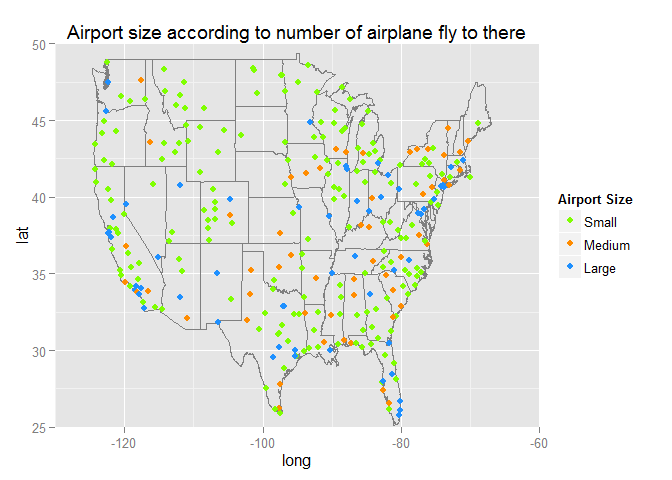 Airport size according to number of airplane fly to there
50
45
40
35
30
25
lat
-120
-100
-80
-60
long
Airport Size
Small
Medium
Large